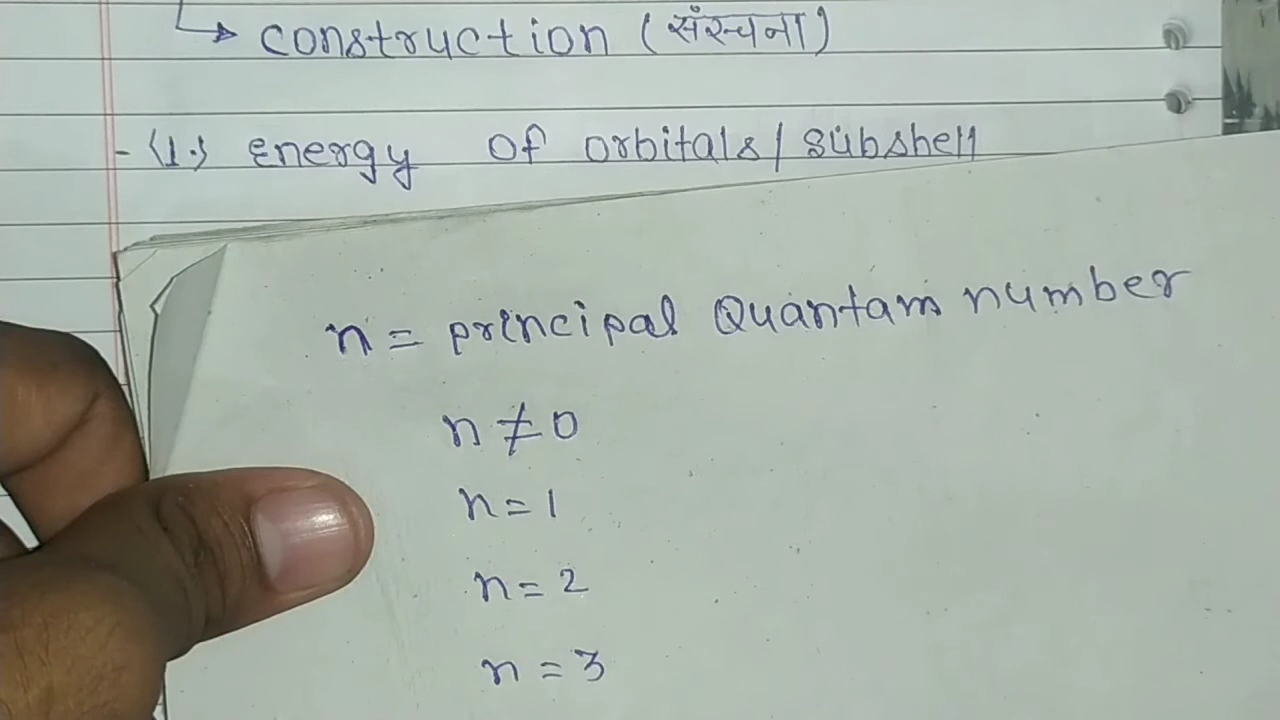 ↳ construction (संरचना)
- (1.) energy of orbitals / subshell
n = principal Quantam number
n ≠ 0
n = 1
n = 2
n = 3